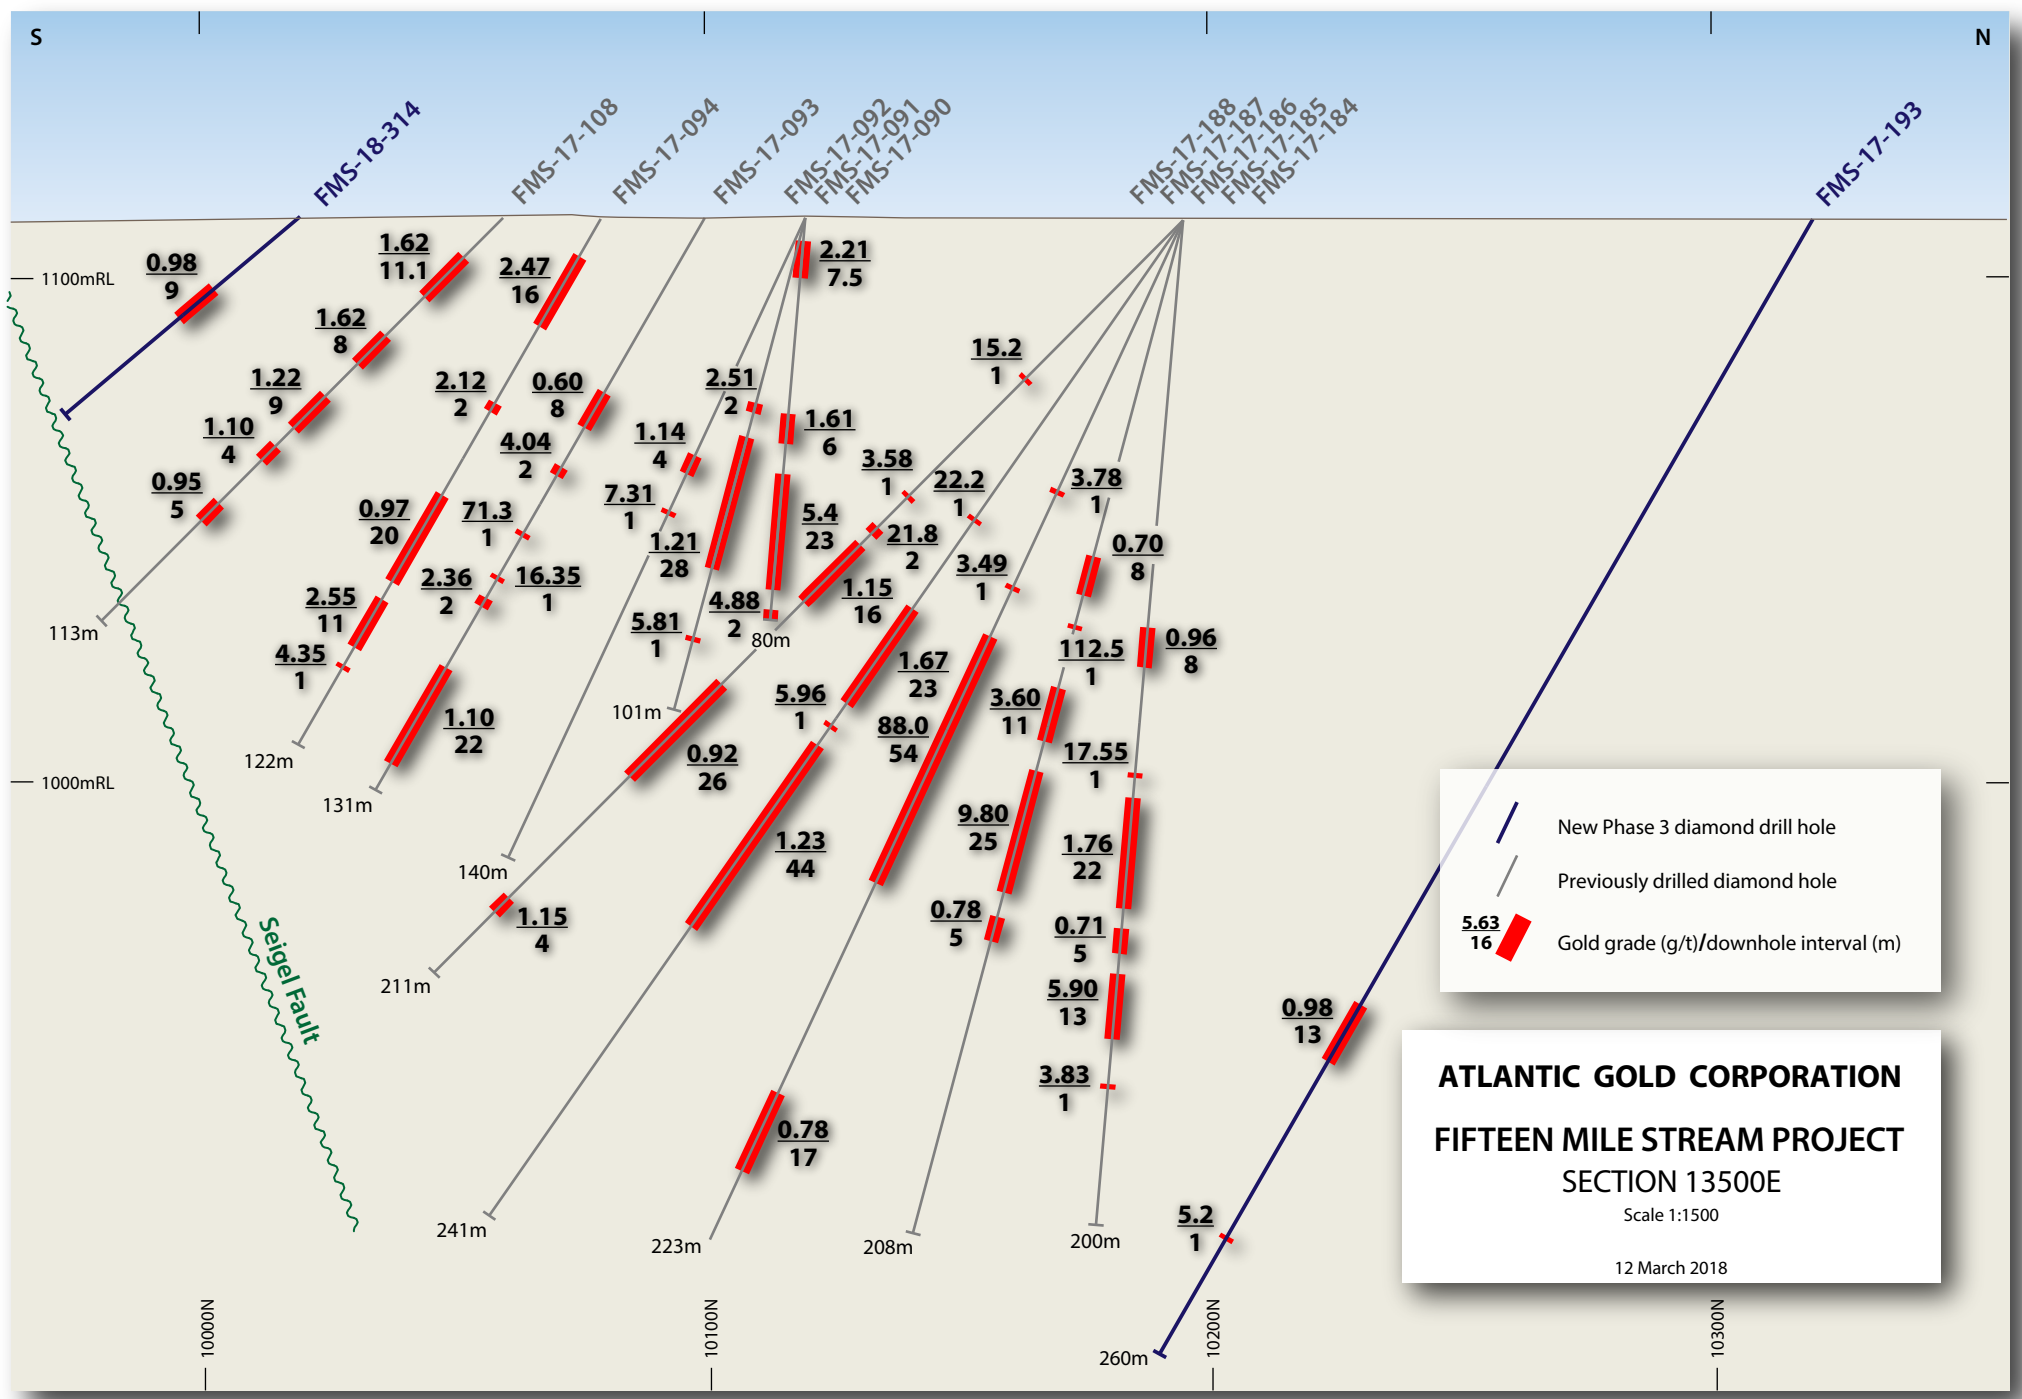 S
N
FMS-18-314
FMS-17-108
FMS-17-094
FMS-17-093
FMS-17-092
FMS-17-091
FMS-17-090
FMS-17-188
FMS-17-187
FMS-17-186
FMS-17-185
FMS-17-184
FMS-17-193
1100mRL
1000mRL
0.98
9
1.62
11.1
1.62
8
1.22
9
1.10
4
0.95
5
113m
2.47
16
2.12
2
0.97
20
2.55
11
4.35
1
122m
0.60
8
4.04
2
71.3
1
16.35
1
2.36
2
1.10
22
131m
1.14
4
7.31
1
140m
2.51
2
1.21
28
5.81
1
101m
2.21
7.5
1.61
6
5.4
23
4.88
2
80m
15.2
1
3.58
1
21.8
2
1.15
16
0.92
26
1.15
4
211m
22.2
1
1.67
23
5.96
1
1.23
44
241m
3.78
1
3.49
1
88.0
54
0.78
17
223m
0.70
8
112.5
1
3.60
11
9.80
25
0.78
5
208m
0.96
8
17.55
1
1.76
22
0.71
5
5.90
13
3.83
1
200m
0.98
13
5.2
1
260m
Seigel Fault
New Phase 3 diamond drill hole
Previously drilled diamond hole
5.63
16
Gold grade (g/t)/downhole interval (m)
ATLANTIC GOLD CORPORATION
FIFTEEN MILE STREAM PROJECT
SECTION 13500E
Scale 1:1500
12 March 2018
10000N
10100N
10200N
10300N